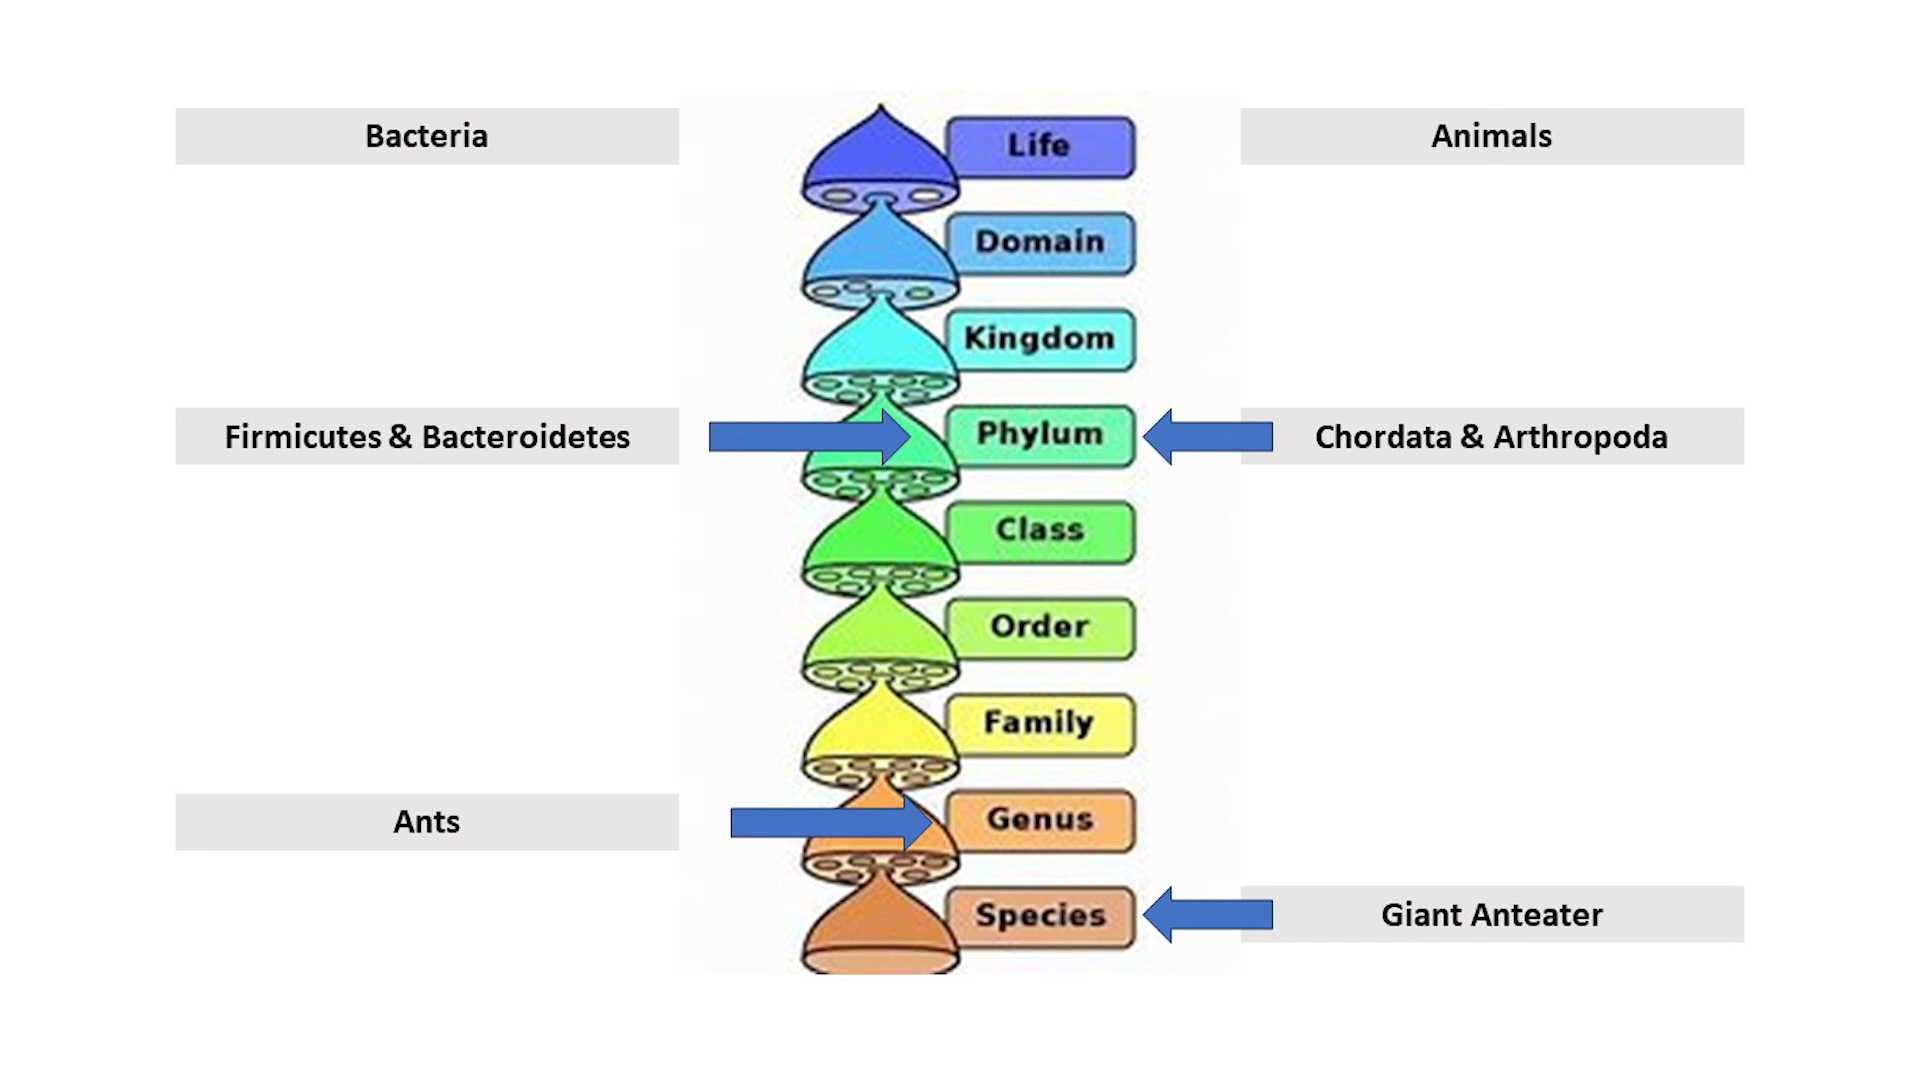 Bacteria
Life
Animals
Domain
Kingdom
Firmicutes & Bacteroidetes
Phylum
Chordata & Arthropoda
Class
Order
Family
Ants
Genus
Species
Giant Anteater